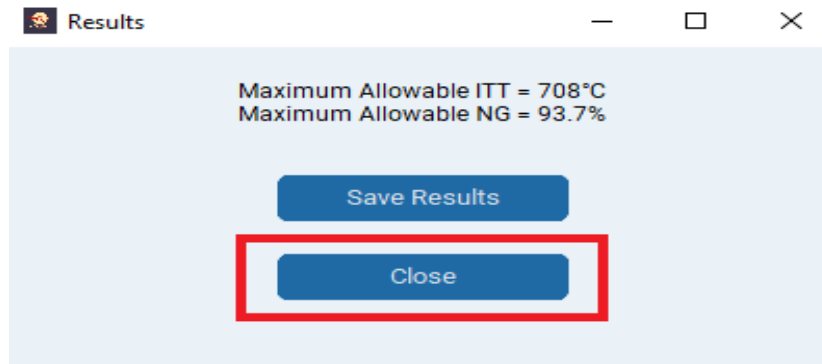 Results
Maximum Allowable ITT = 708°C
Maximum Allowable NG = 93.7%
Save Results
Close